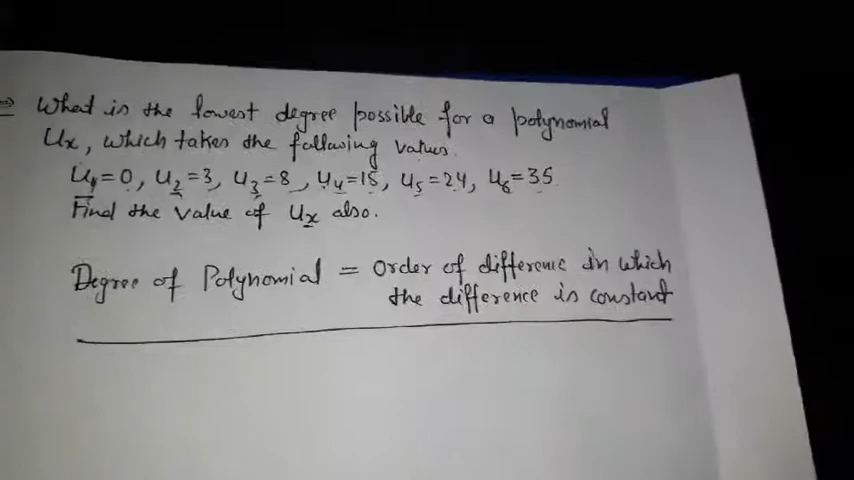 ⇒ What is the lowest degree possible for a polynomial
Ux, which takes the following values.
U1=0, U2=3, U3=8, U4=15, U5=24, U6=35
Find the value of Ux also.
Degree of Polynomial = Order of difference in which
the difference is constant